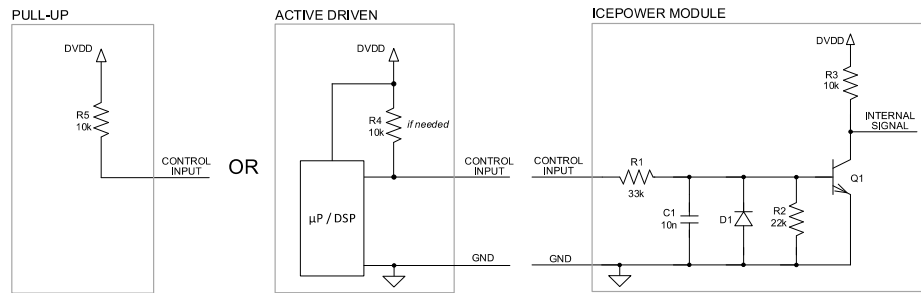 PULL-UP
DVDD
R5
10k
CONTROL
INPUT
OR
ACTIVE DRIVEN
DVDD
R4
10k
if needed
µP / DSP
CONTROL
INPUT
GND
ICEPOWER MODULE
DVDD
R3
10k
INTERNAL
SIGNAL
CONTROL
INPUT
R1
33k
Q1
C1
10n
D1
R2
22k
GND